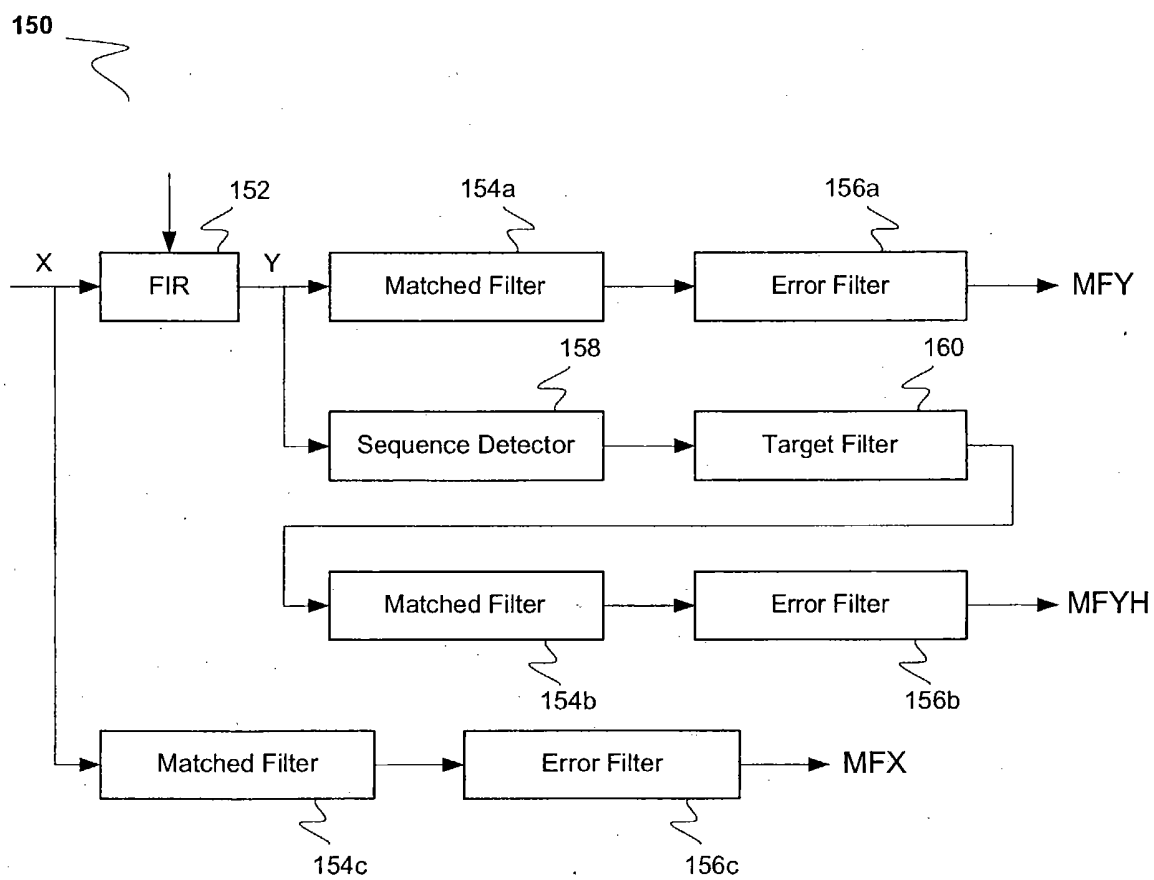 150
152
154a
156a
X
FIR
Y
Matched Filter
Error Filter
MFY
158
160
Sequence Detector
Target Filter
Matched Filter
Error Filter
MFYH
154b
156b
Matched Filter
Error Filter
MFX
154c
156c